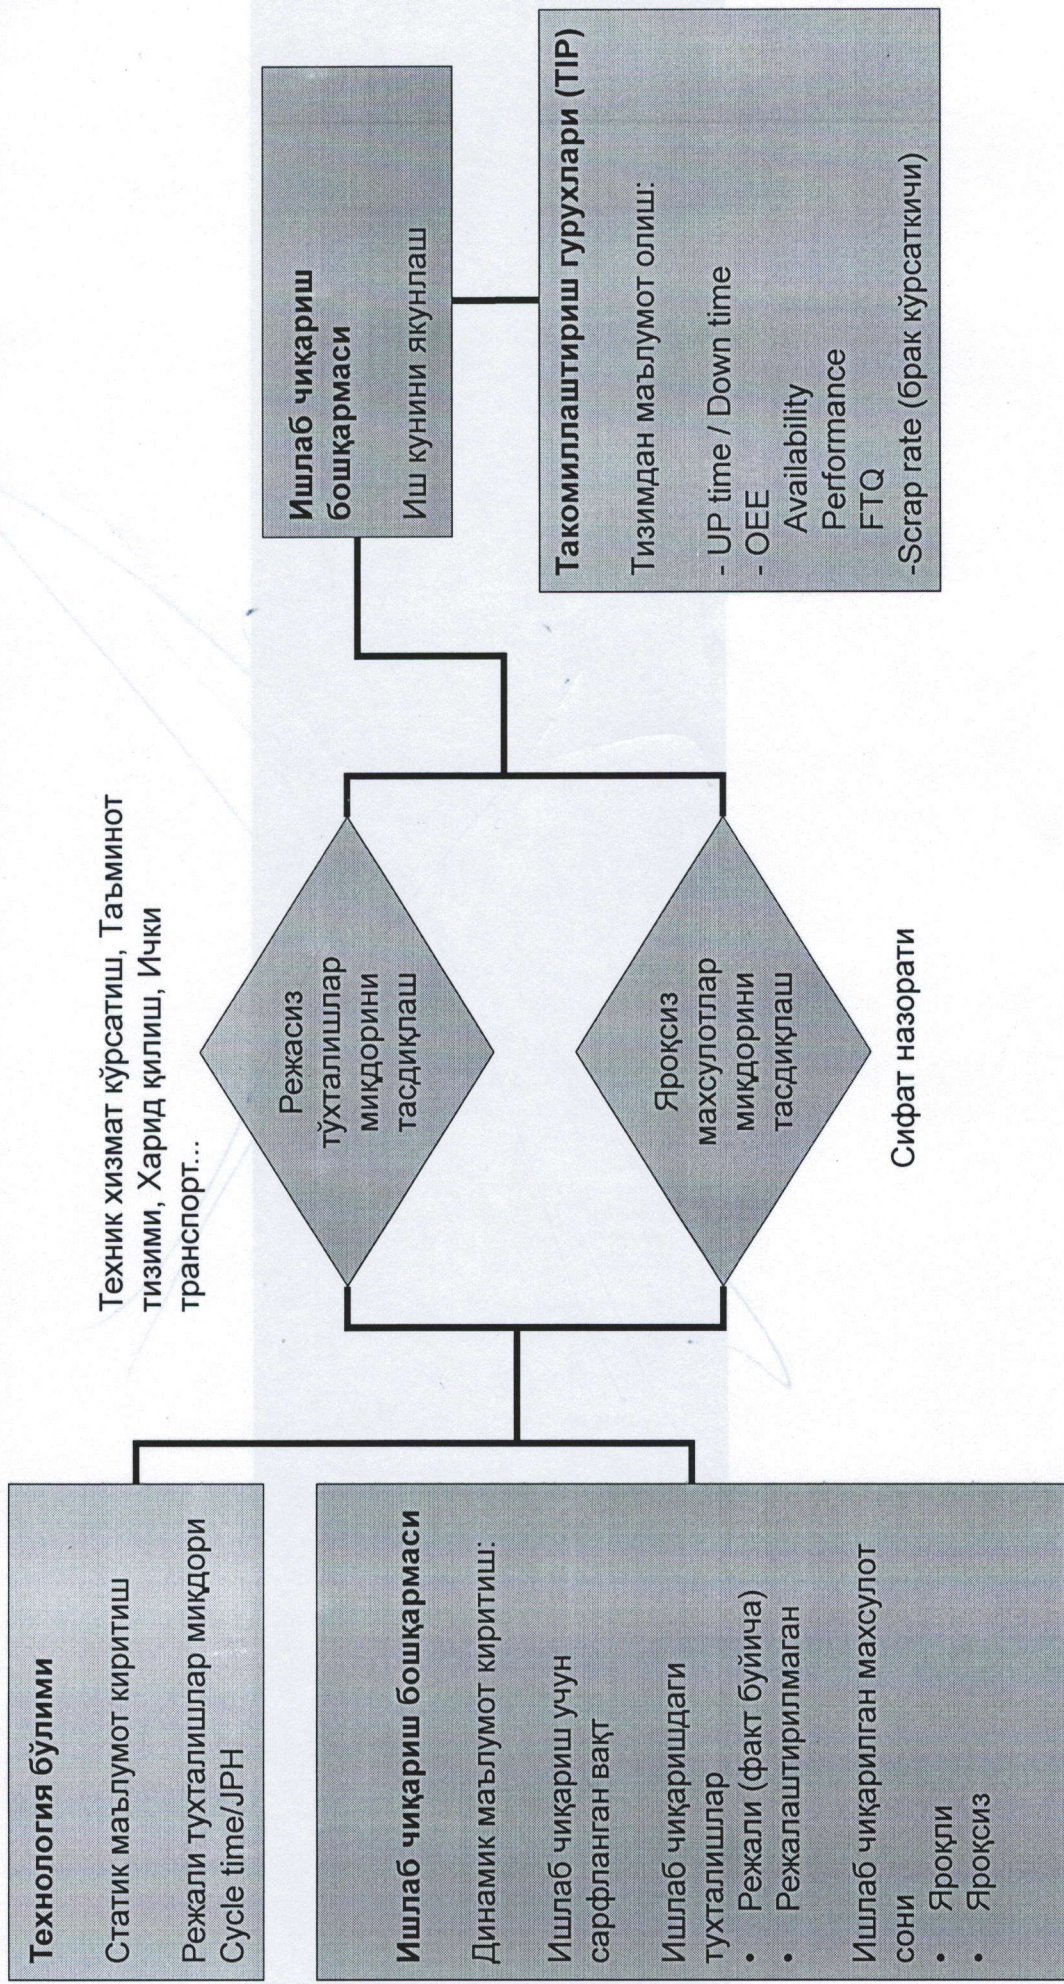 Технология бўлими
Статик маълумот киритиш
Режали тухталишлар миқдори
Cycle time/JPH
Ишлаб чиқариш бошқармаси
Динамик маълумот киритиш:
Ишлаб чиқариш учун
сарфланган вақт
Ишлаб чиқаришдаги
тухталишлар
• Режали (факт буйича)
• Режалаштирилмаган
Ишлаб чиқарилган махсулот
сони
• Яроқли
• Яроқсиз
Техник хизмат кўрсатиш, Таъминот
тизими, Харид қилиш, Ички
транспорт...
Режасиз
тўхталишлар
миқдорини
тасдиқлаш
Яроқсиз
махсулотлар
миқдорини
тасдиқлаш
Сифат назорати
Ишлаб чиқариш
бошқармаси
Иш кунини якунлаш
Такомиллаштириш гурухлари (TIP)
Тизимдан маълумот олиш:
- UP time / Down time
- OEE
Availability
Performance
FTQ
-Scrap rate (брак кўрсаткичи)